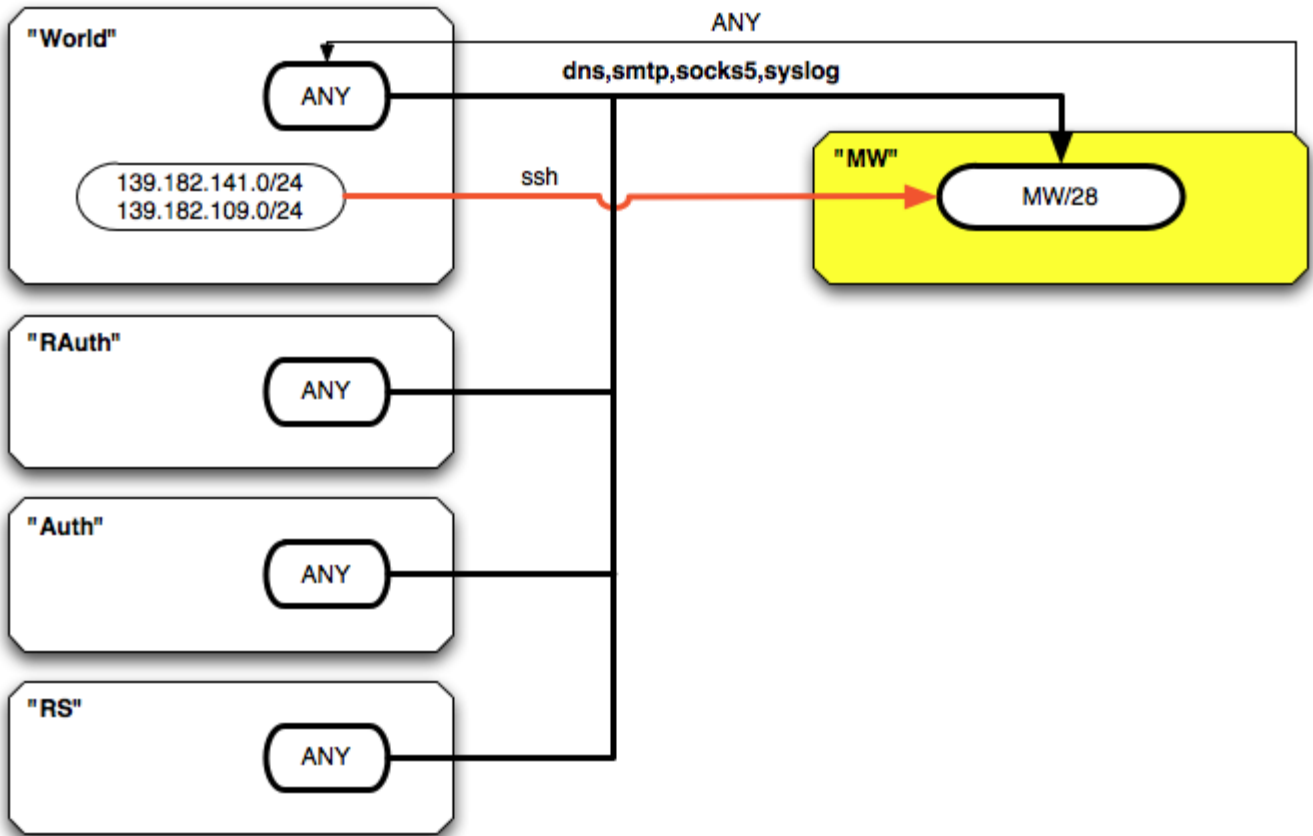 "World"
ANY
ANY
dns,smtp,socks5,syslog
139.182.141.0/24
139.182.109.0/24
ssh
"MW"
MW/28
"RAuth"
ANY
"Auth"
ANY
"RS"
ANY